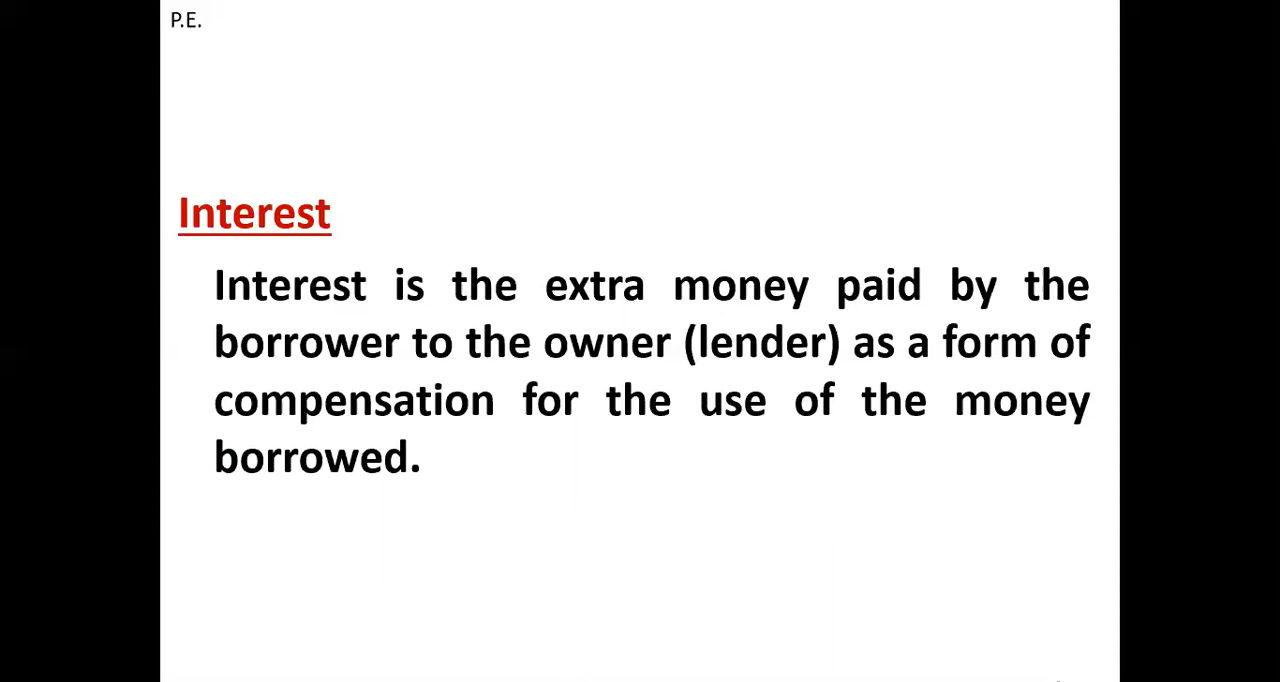 P.E.
Interest
Interest is the extra money paid by the
borrower to the owner (lender) as a form of
compensation for the use of the money
borrowed.